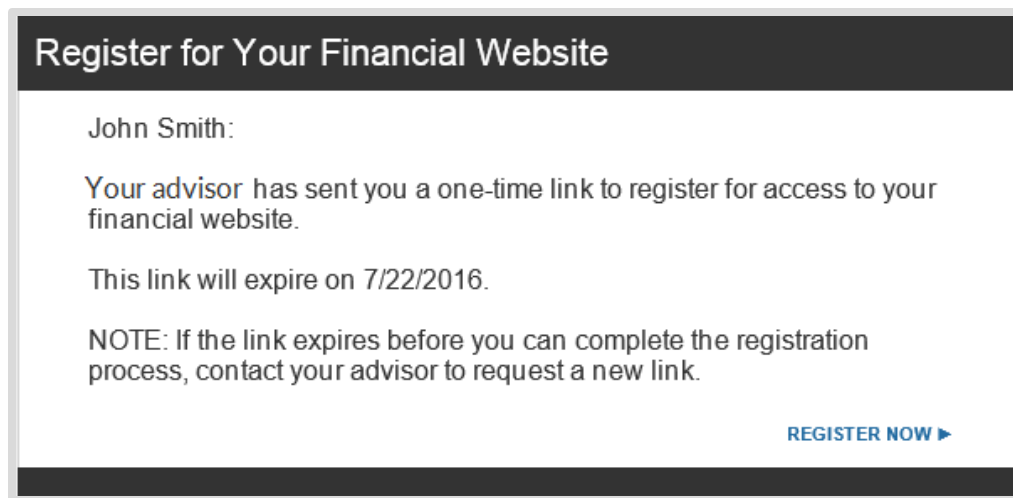 Register for Your Financial Website
John Smith:
Your advisor has sent you a one-time link to register for access to your
financial website.
This link will expire on 7/22/2016.
NOTE: If the link expires before you can complete the registration
process, contact your advisor to request a new link.
REGISTER NOW ►